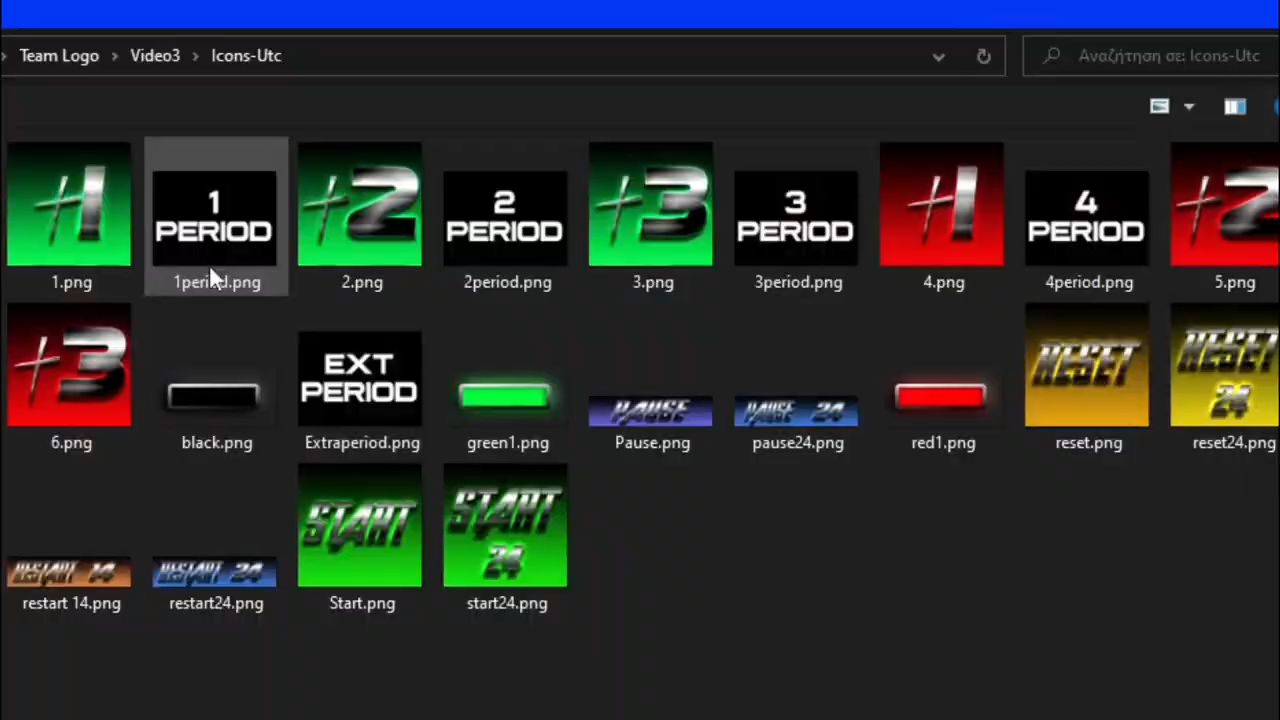 Team Logo > Video3 > Icons-Utc
Αναζήτηση σε: Icons-Utc
+1
1 PERIOD
+2
2 PERIOD
+3
3 PERIOD
+1
4 PERIOD
+2
1.png
1period.png
2.png
2period.png
3.png
3period.png
4.png
4period.png
5.png
+3
EXT PERIOD
PAUSE
PAUSE 24
RESET
RESET 24
6.png
black.png
Extraperiod.png
green1.png
Pause.png
pause24.png
red1.png
reset.png
reset24.png
RESTART 14
RESTART 24
START
START 24
restart 14.png
restart24.png
Start.png
start24.png